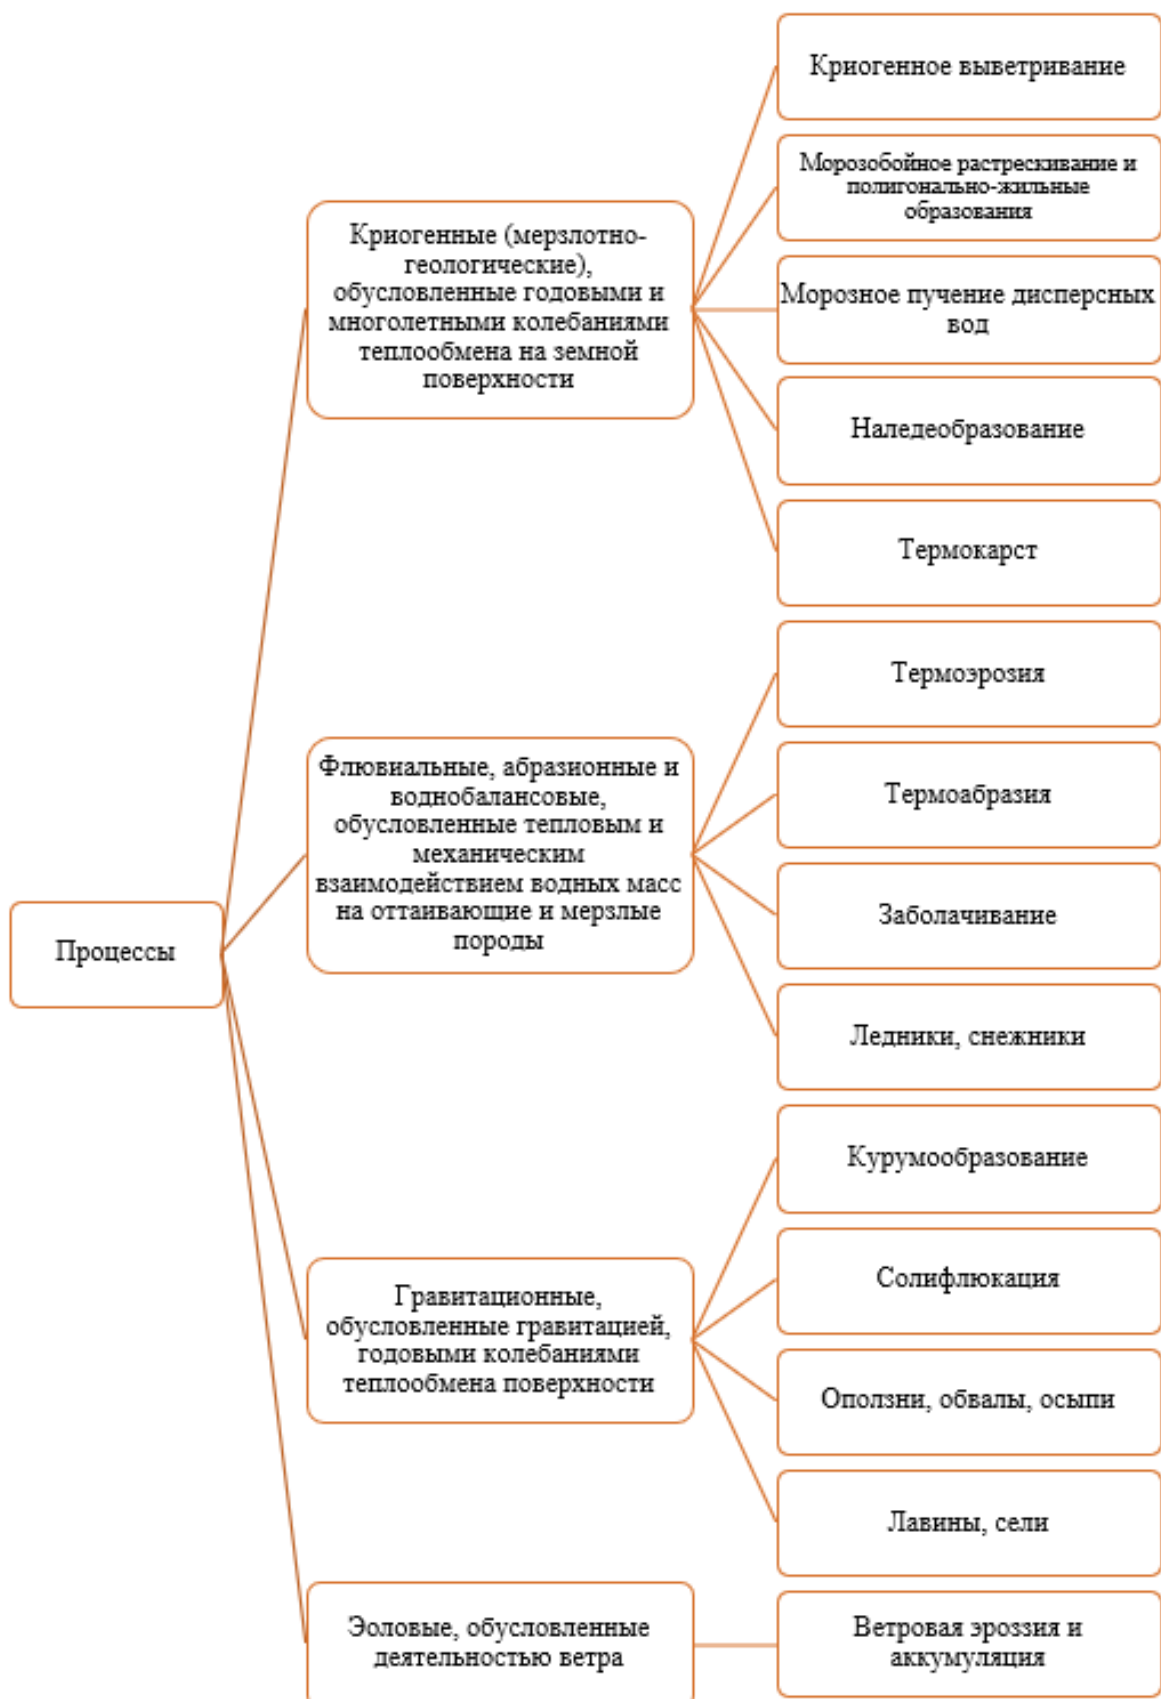 Процессы
Криогенные (мерзлотно-
геологические),
обусловленные годовыми и
многолетными колебаниями
теплообмена на земной
поверхности
Криогенное выветривание
Морозобойное растрескивание и
полигонально-жильные
образования
Морозное пучение дисперсных
вод
Наледеобразование
Термокарст
Флювиальные, абразионные и
воднобалансовые,
обусловленные тепловым и
механическим
взаимодействием водных масс
на оттаивающие и мерзлые
породы
Термоэрозия
Термоабразия
Заболачивание
Ледники, снежники
Гравитационные,
обусловленные гравитацией,
годовыми колебаниями
теплообмена поверхности
Курумообразование
Солифлюкация
Оползни, обвалы, осыпи
Лавины, сели
Эоловые, обусловленные
деятельностью ветра
Ветровая эроззия и
аккумуляция